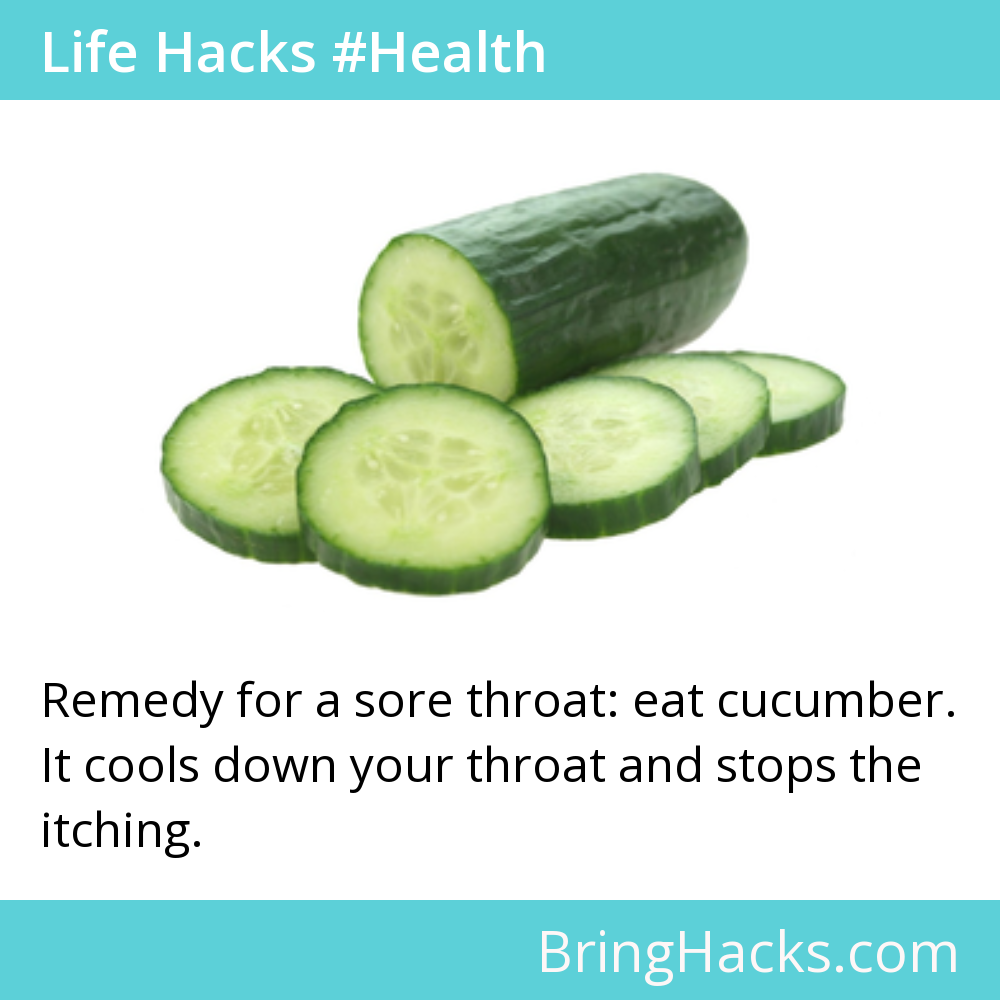 Life Hacks #Health
Remedy for a sore throat: eat cucumber.
It cools down your throat and stops the
itching.
BringHacks.com